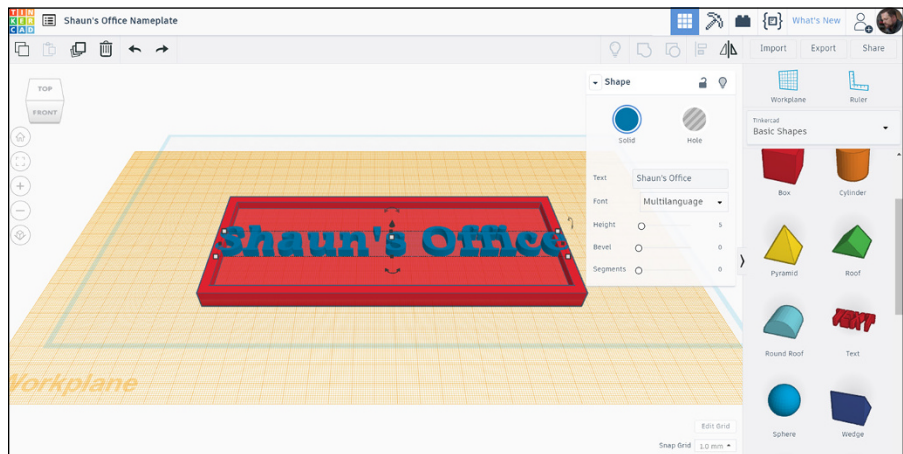 TIN
KER
CAD
Shaun's Office Nameplate
What's New
Import
Export
Share
TOP
FRONT
Shape
Solid
Hole
Text
Shaun's Office
Font
Multilanguage
Height
5
Bevel
0
Segments
0
Shaun's Office
Workplane
Edit Grid
Snap Grid
1.0 mm
Workplane
Ruler
Tinkercad
Basic Shapes
Box
Cylinder
Pyramid
Roof
TEXT
Round Roof
Text
Sphere
Wedge